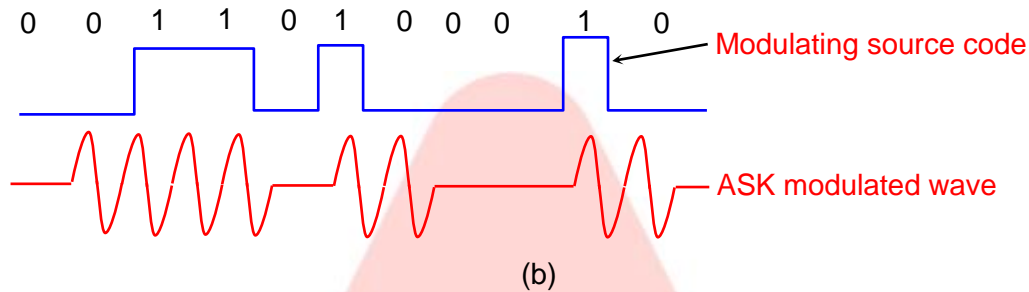 0 0 1 1 0 1 0 0 0 1 0
Modulating source code
ASK modulated wave
(b)